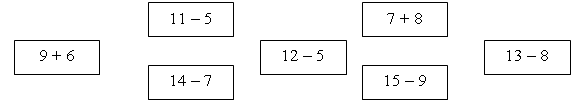 11 – 5
7 + 8
9 + 6
12 – 5
13 – 8
14 – 7
15 – 9